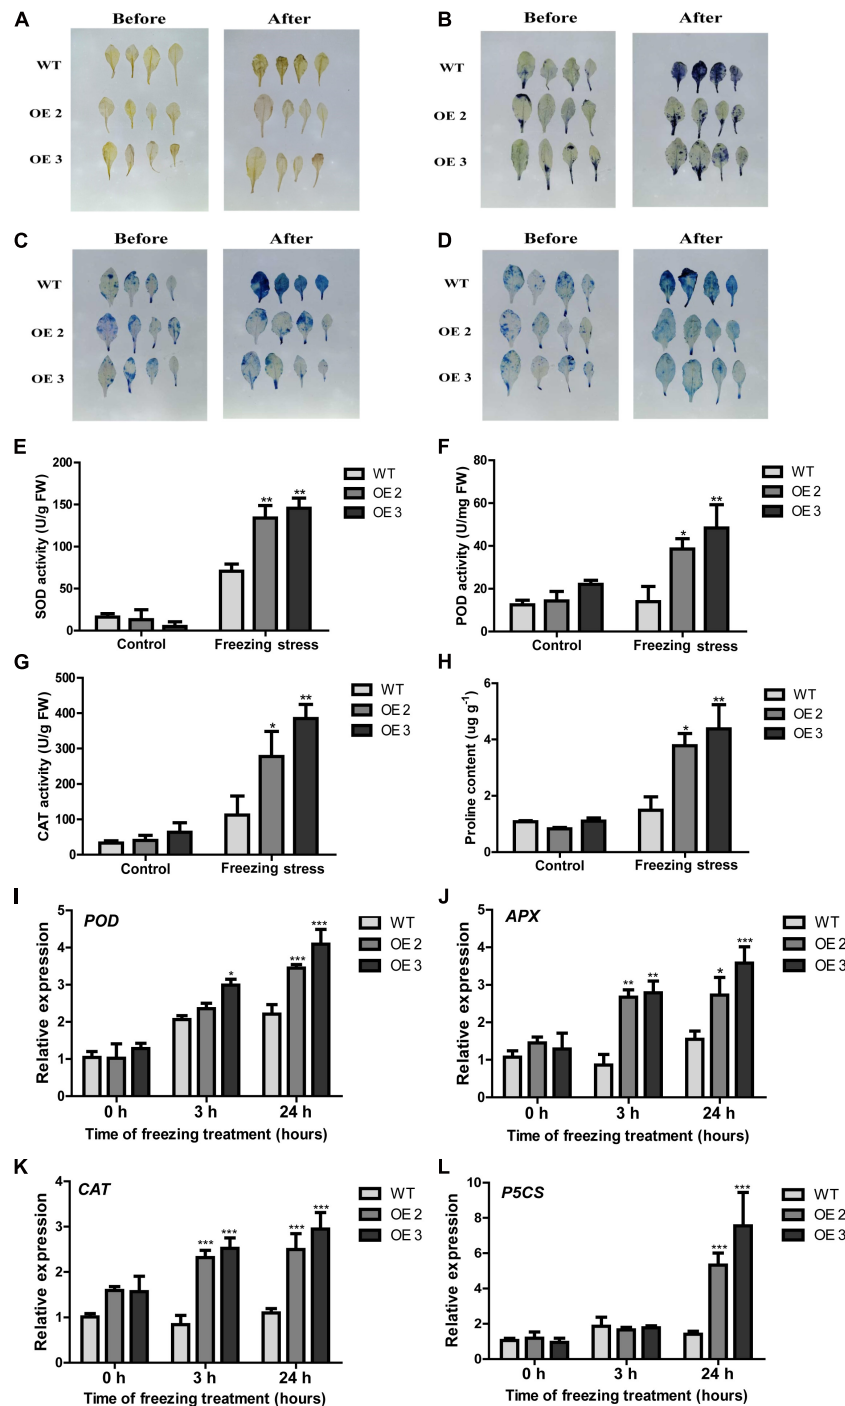 A
Before
After
WT
OE 2
OE 3
B
Before
After
WT
OE 2
OE 3
C
Before
After
WT
OE 2
OE 3
D
Before
After
WT
OE 2
OE 3
E
SOD activity (U/g FW)
200
150
100
50
0
** **
Control Freezing stress
WT
OE 2
OE 3
F
POD activity (U/mg FW)
80
60
40
20
0
* **
Control Freezing stress
WT
OE 2
OE 3
G
CAT activity (U/g FW)
500
400
300
200
100
0
* **
Control Freezing stress
WT
OE 2
OE 3
H
Proline content (ug g-1)
6
4
2
0
* **
Control Freezing stress
WT
OE 2
OE 3
I
POD
Relative expression
5
4
3
2
1
0
* *** ***
0 h 3 h 24 h
Time of freezing treatment (hours)
WT
OE 2
OE 3
J
APX
Relative expression
5
4
3
2
1
0
** ** * ***
0 h 3 h 24 h
Time of freezing treatment (hours)
WT
OE 2
OE 3
K
CAT
Relative expression
4
3
2
1
0
*** *** *** ***
0 h 3 h 24 h
Time of freezing treatment (hours)
WT
OE 2
OE 3
L
P5CS
Relative expression
10
8
6
4
2
0
*** ***
0 h 3 h 24 h
Time of freezing treatment (hours)
WT
OE 2
OE 3